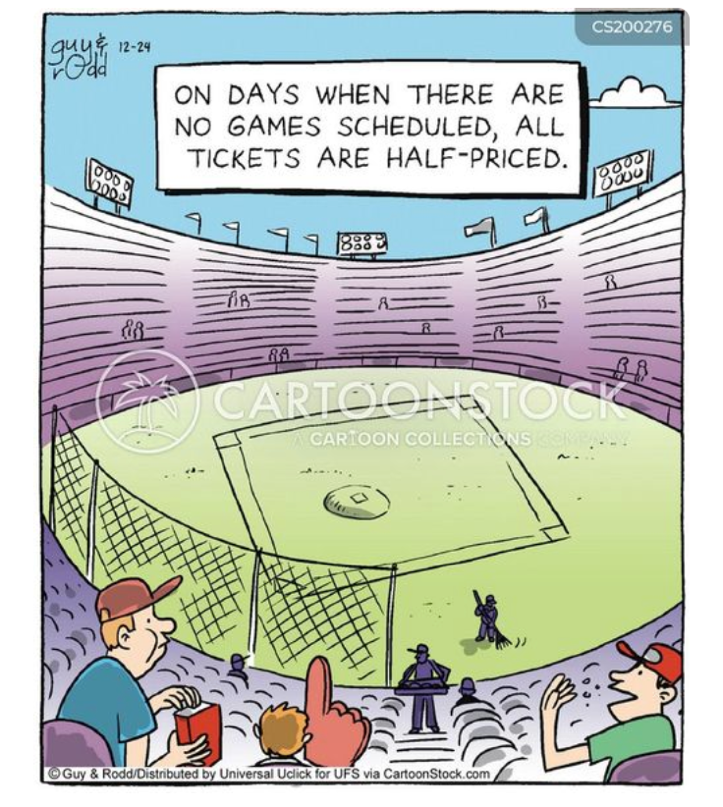 CS200276
guy &
rodd
12-24
ON DAYS WHEN THERE ARE
NO GAMES SCHEDULED, ALL
TICKETS ARE HALF-PRICED.
CARTOONSTOCK
A CARTOON COLLECTIONS COMPANY
© Guy & Rodd/Distributed by Universal Uclick for UFS via CartoonStock.com